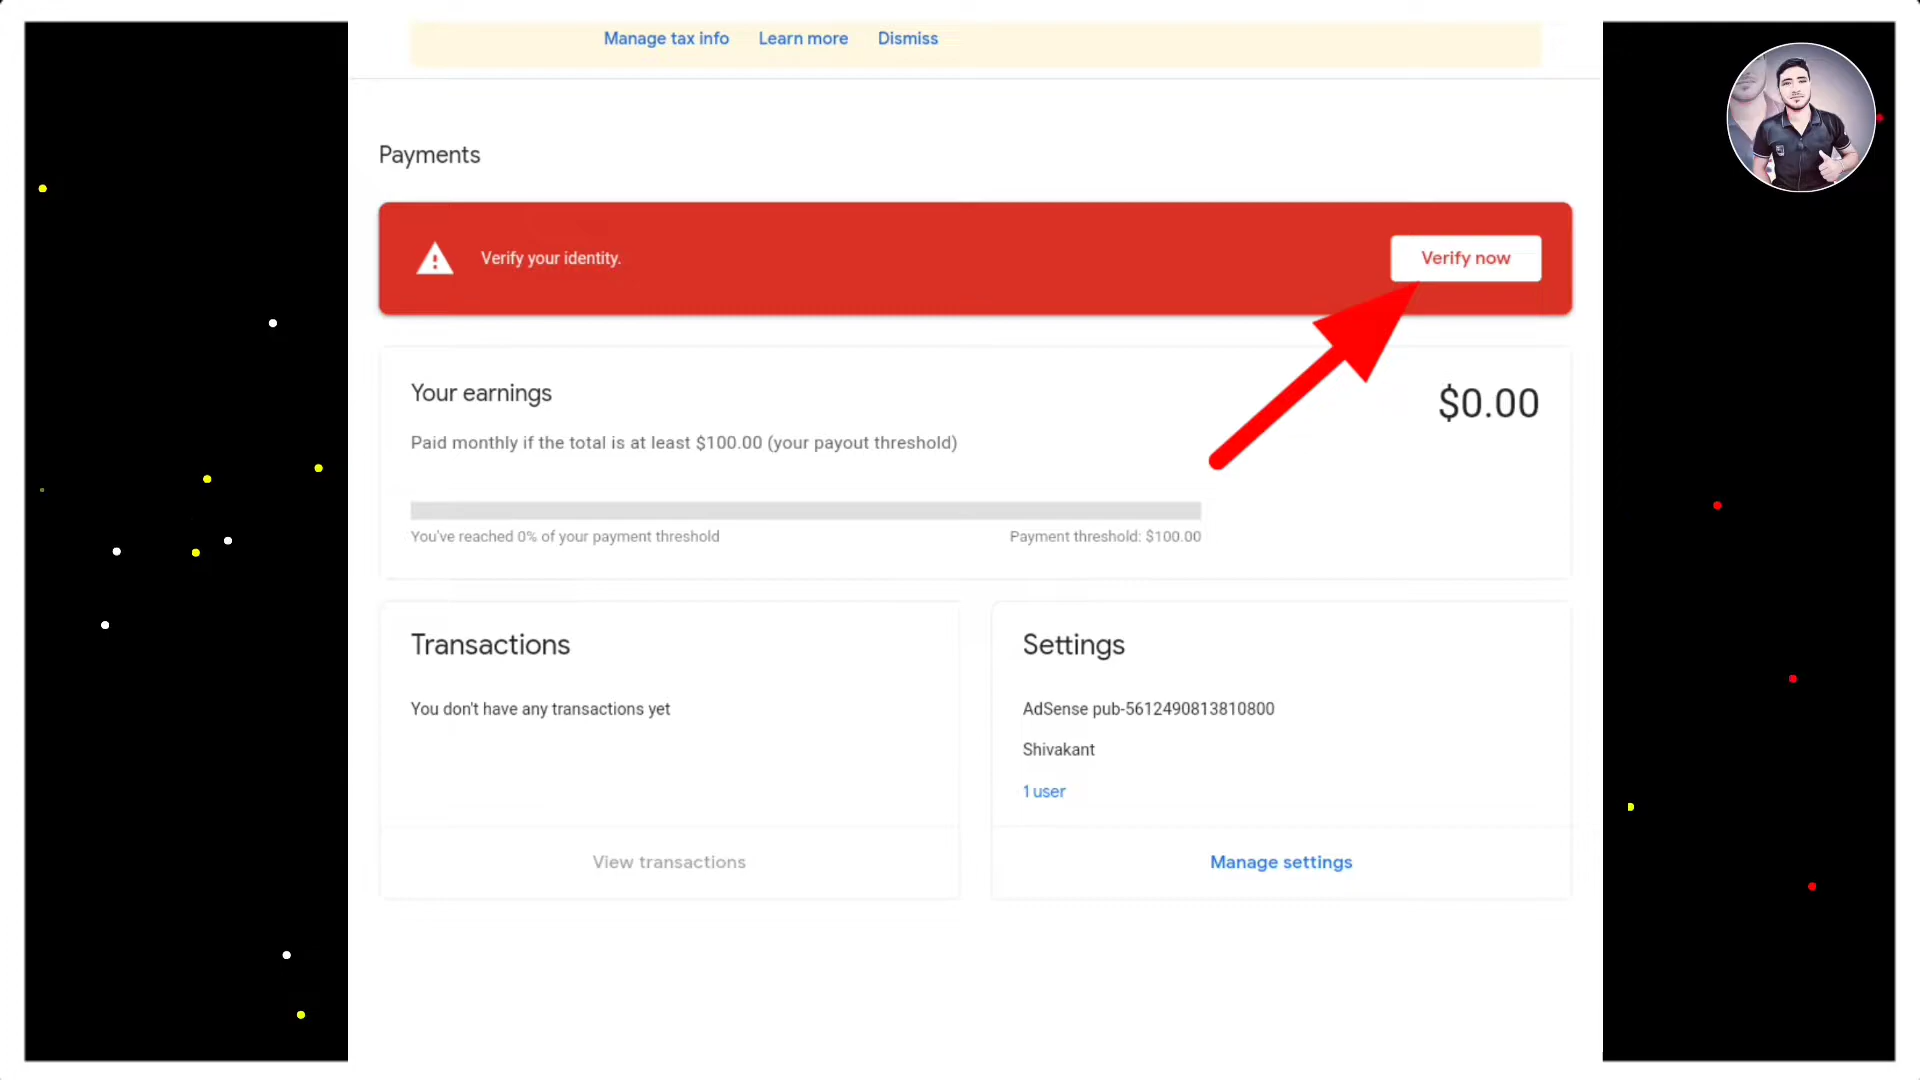 Manage tax info Learn more Dismiss
Payments
Verify your identity. Verify now
Your earnings $0.00
Paid monthly if the total is at least $100.00 (your payout threshold)
You've reached 0% of your payment threshold Payment threshold: $100.00
Transactions
You don't have any transactions yet
View transactions
Settings
AdSense pub-5612490813810800
Shivakant
1 user
Manage settings